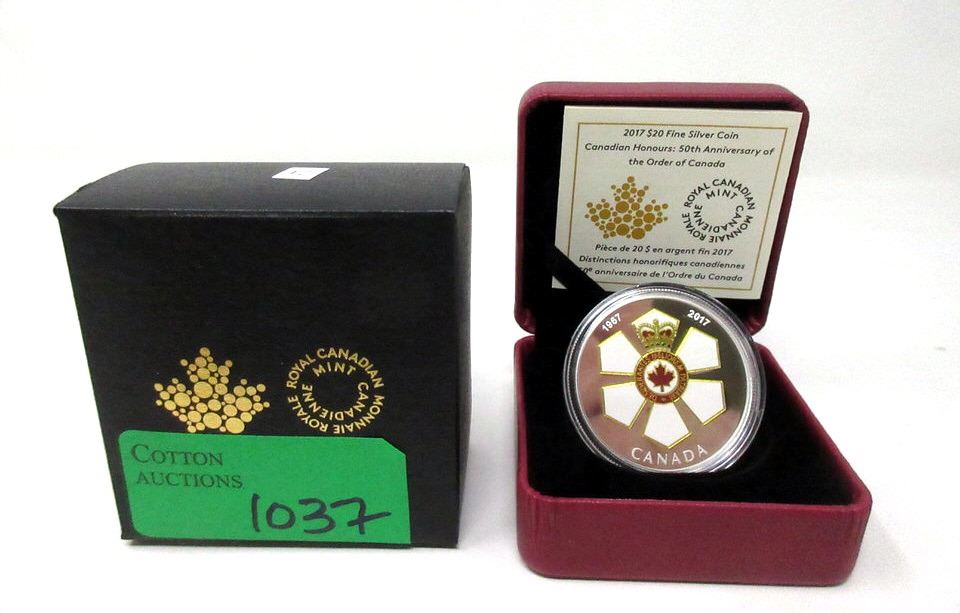 ROYAL CANADIAN MINT
MONNAIE ROYALE CANADIENNE
COTTON
AUCTIONS
1037
2017 $20 Fine Silver Coin
Canadian Honours: 50th Anniversary of
the Order of Canada
ROYAL CANADIAN MINT
MONNAIE ROYALE CANADIENNE
Pièce de 20 $ en argent fin 2017
Distinctions honorifiques canadiennes
50e anniversaire de l'Ordre du Canada
1967 2017
CANADA